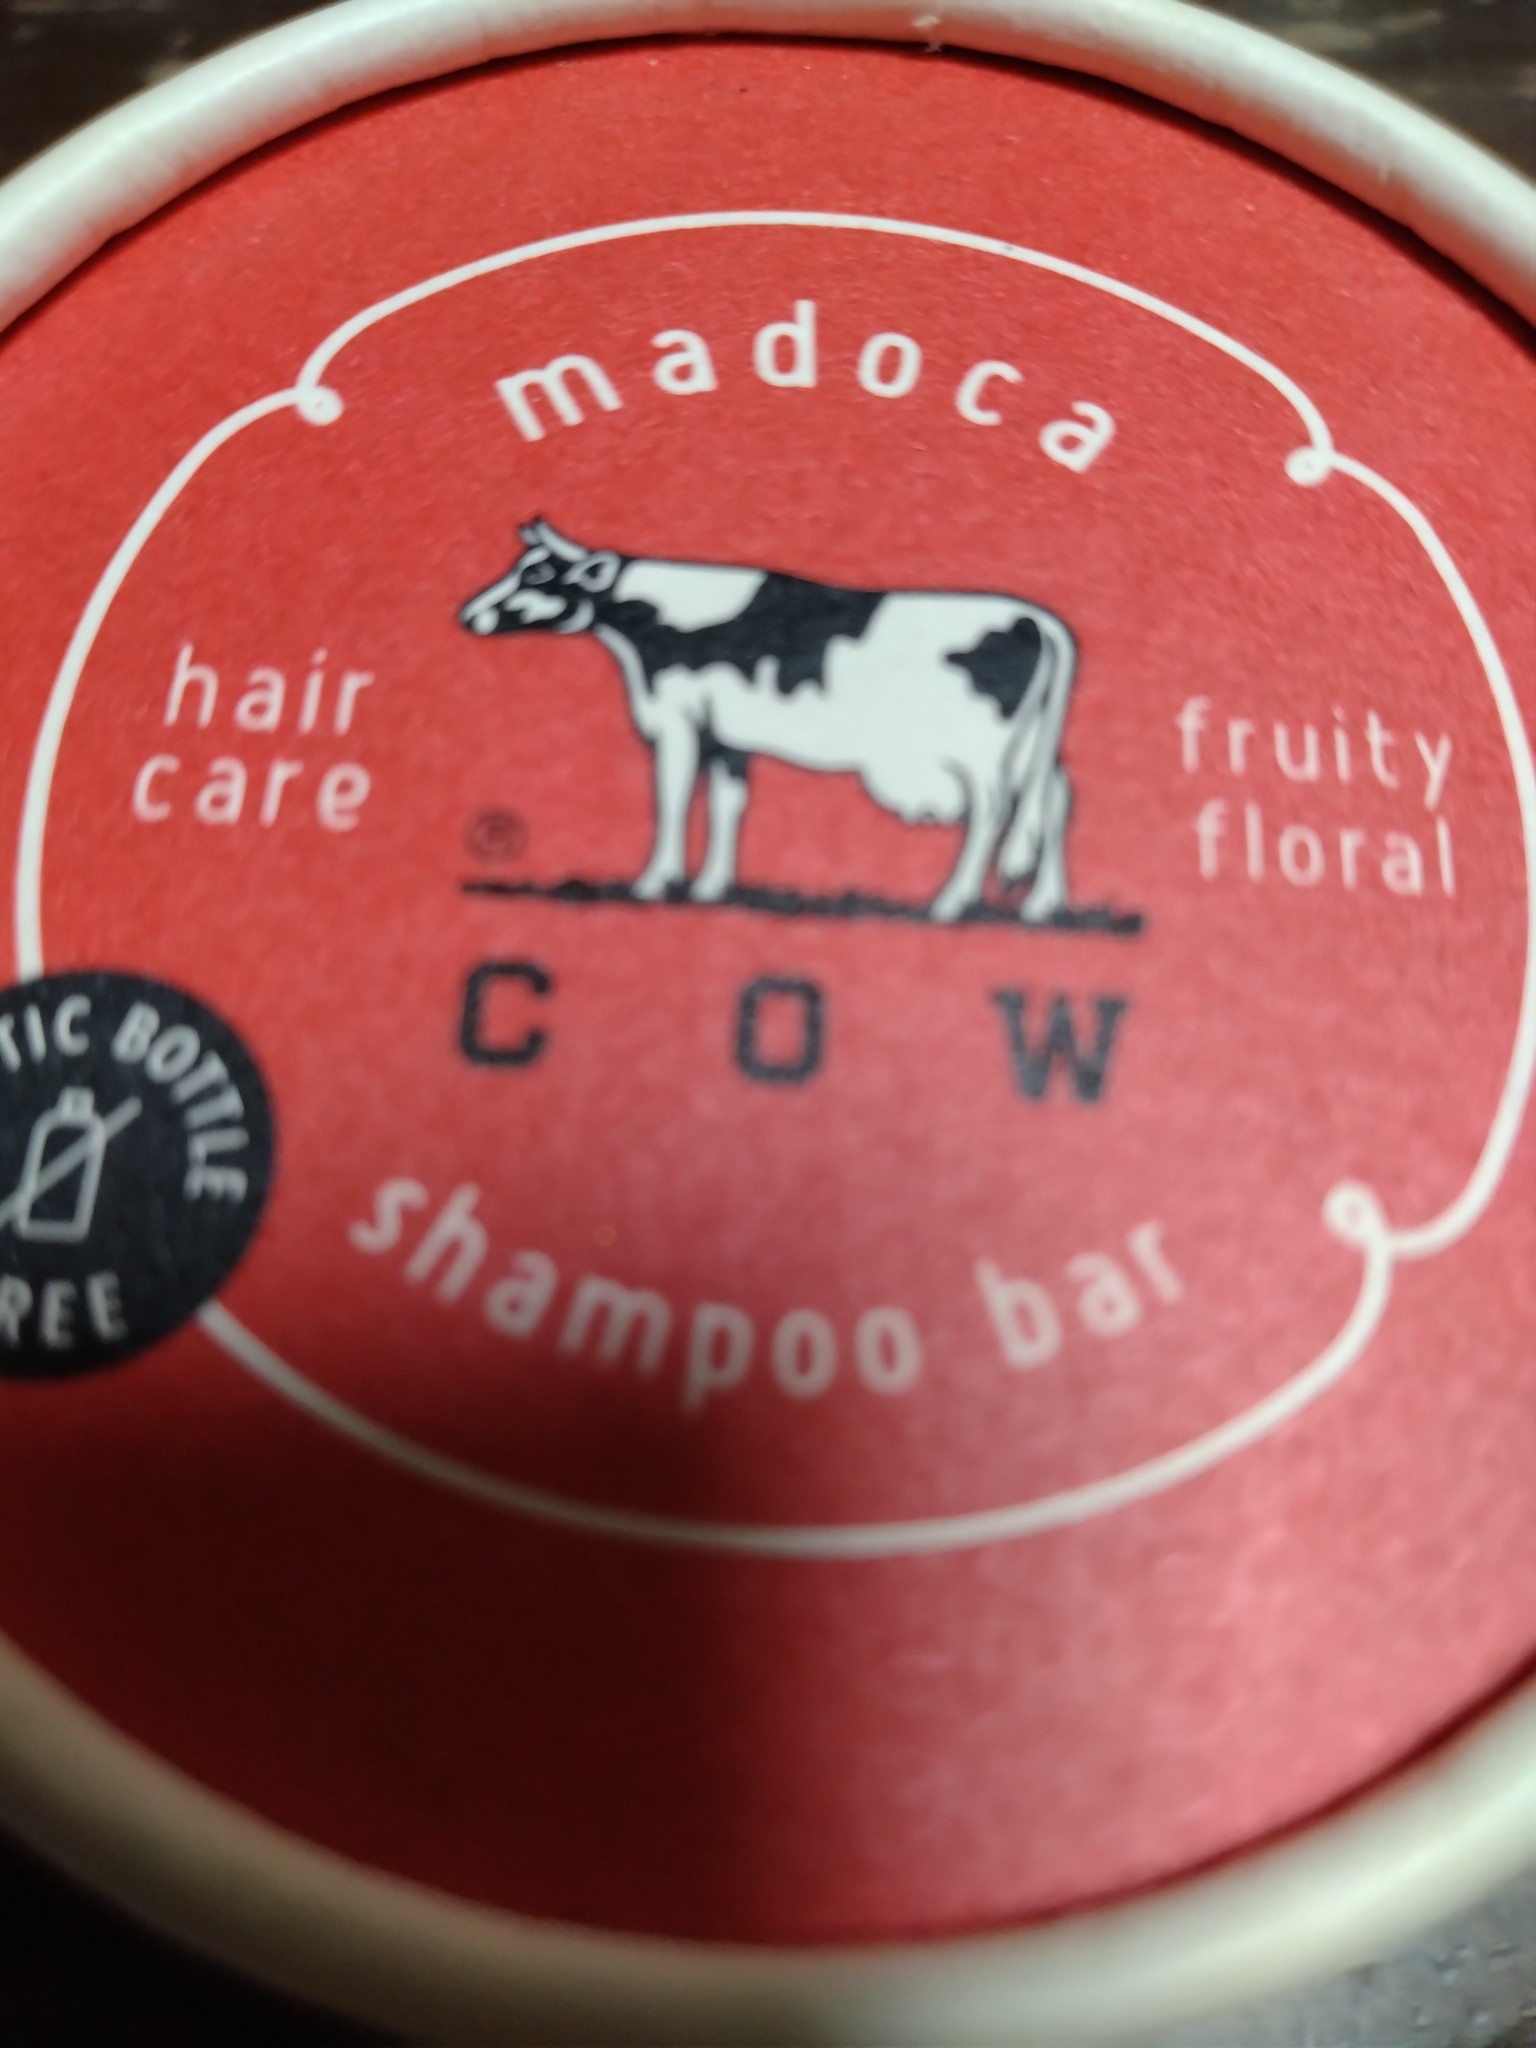 madoca
hair
care
fruity
floral
®
COW
shampoo bar
TIC BOTTLE
REE